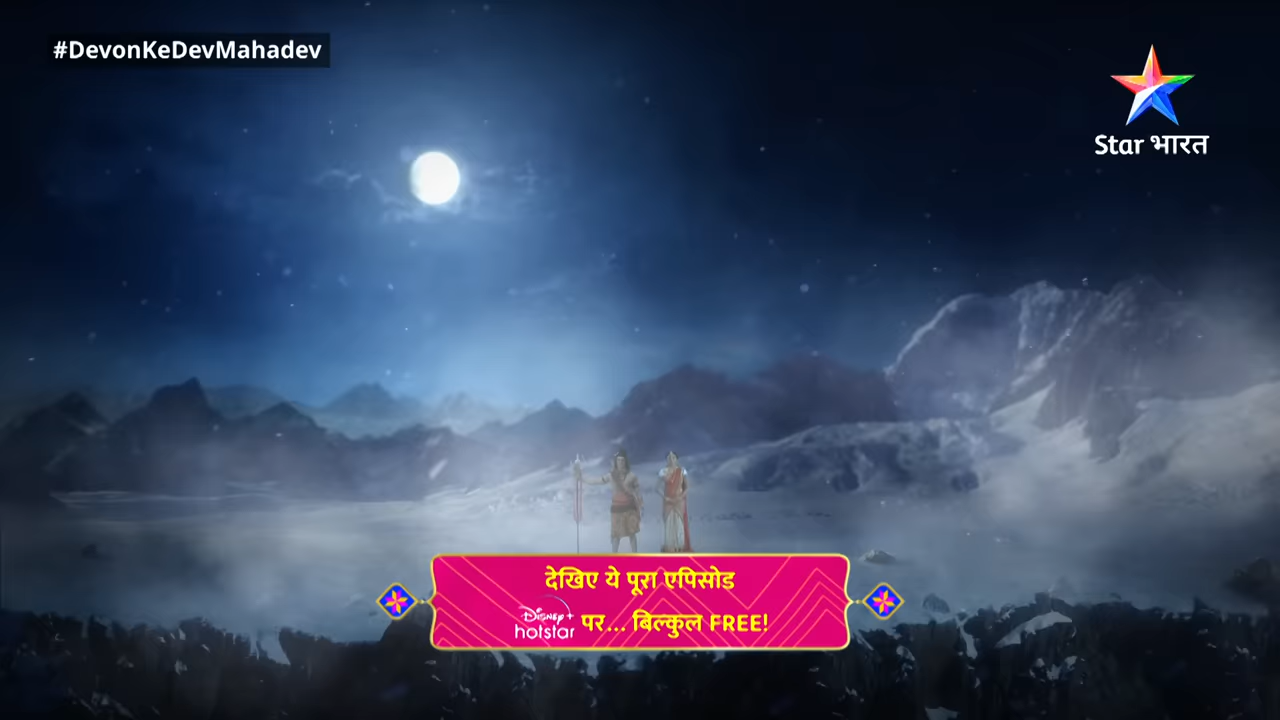 #DevonKeDevMahadev
Star भारत
देखिए ये पूरा एपिसोड
Disney+ hotstar पर... बिल्कुल FREE!